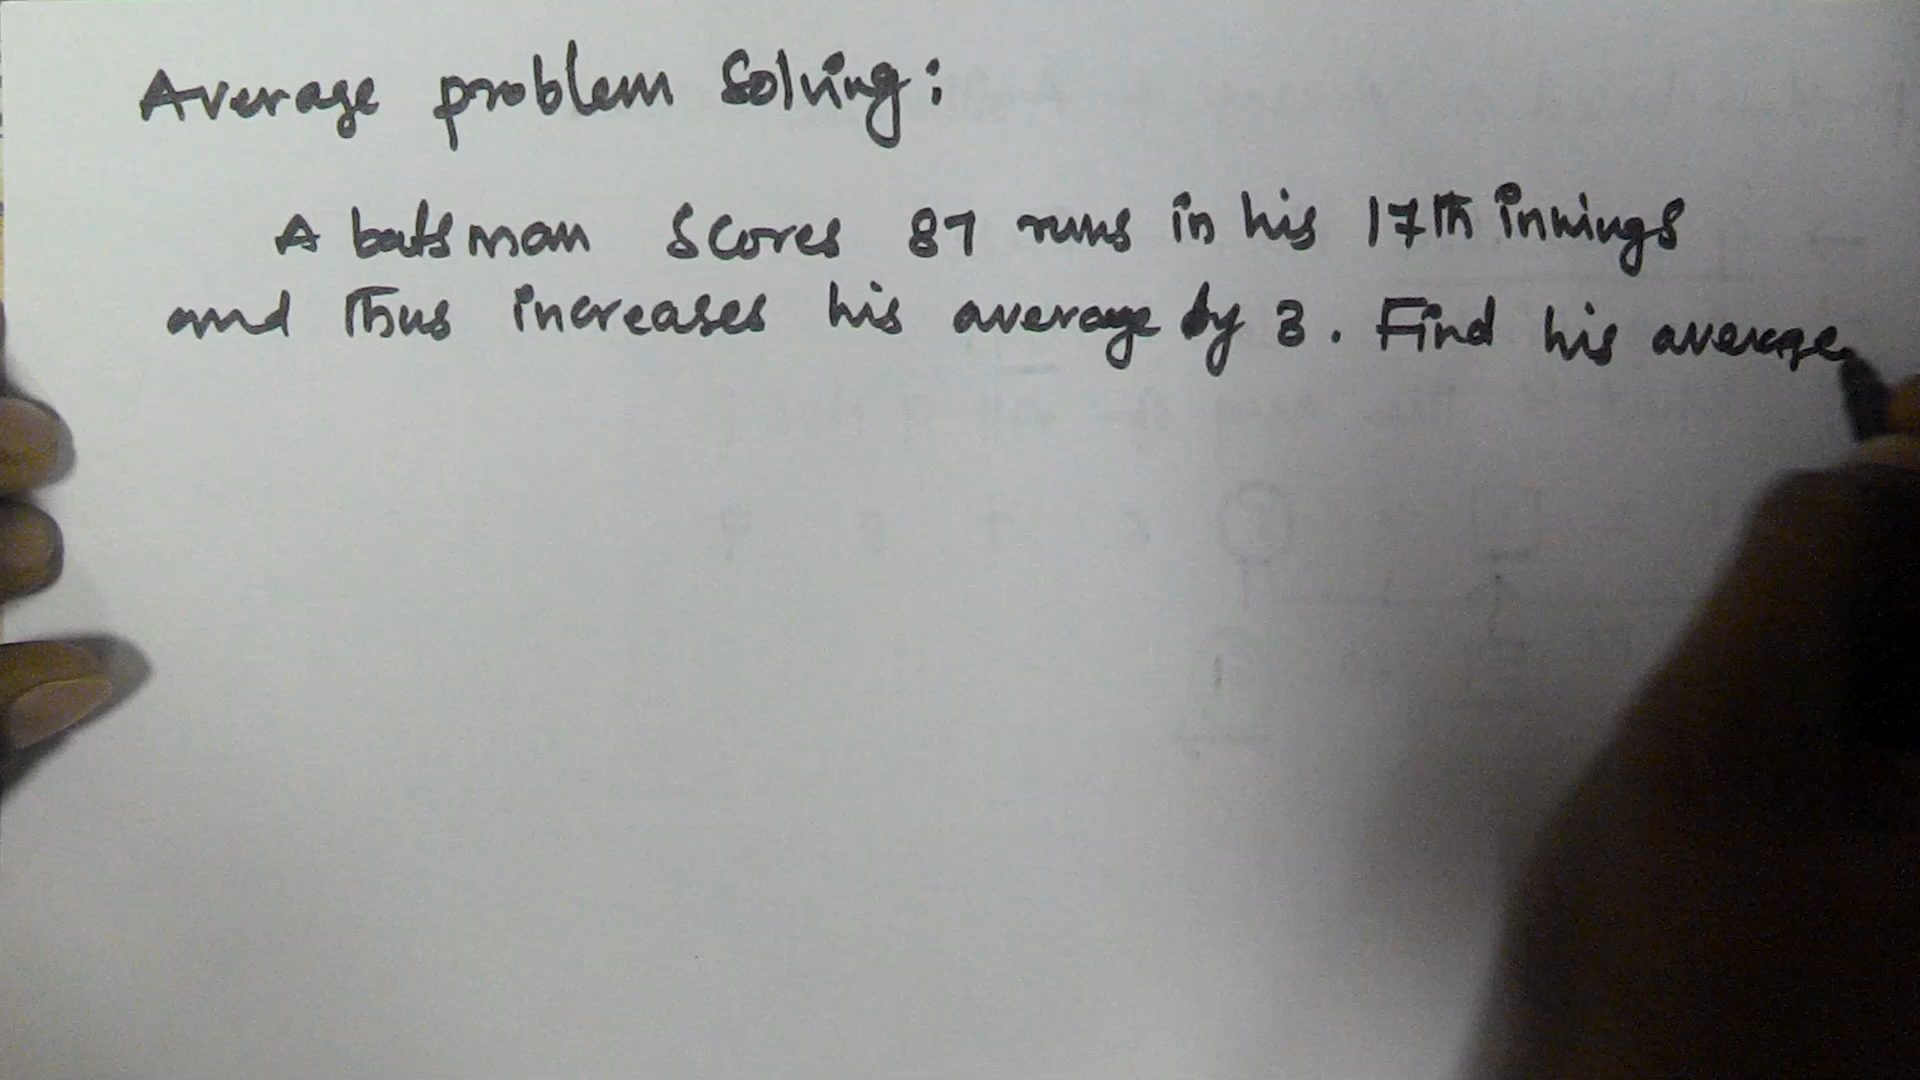 Average problem Solving:
A batsman Scores 87 runs in his 17th innings
and Thus increases his average by 3. Find his average